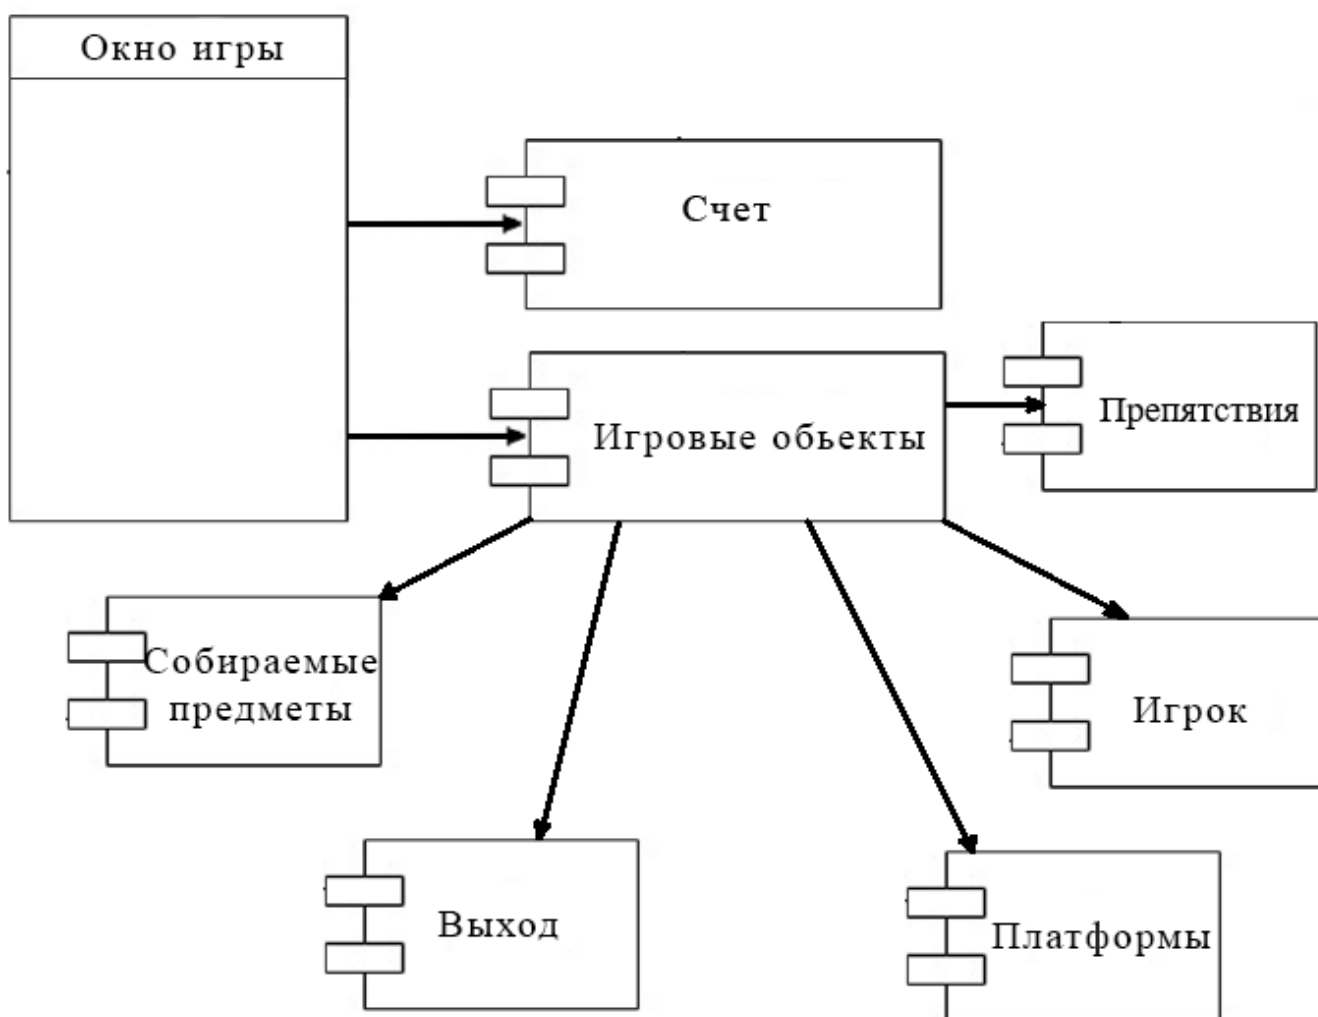 Окно игры
Счет
Игровые обьекты
Препятствия
Собираемые
предметы
Игрок
Выход
Платформы